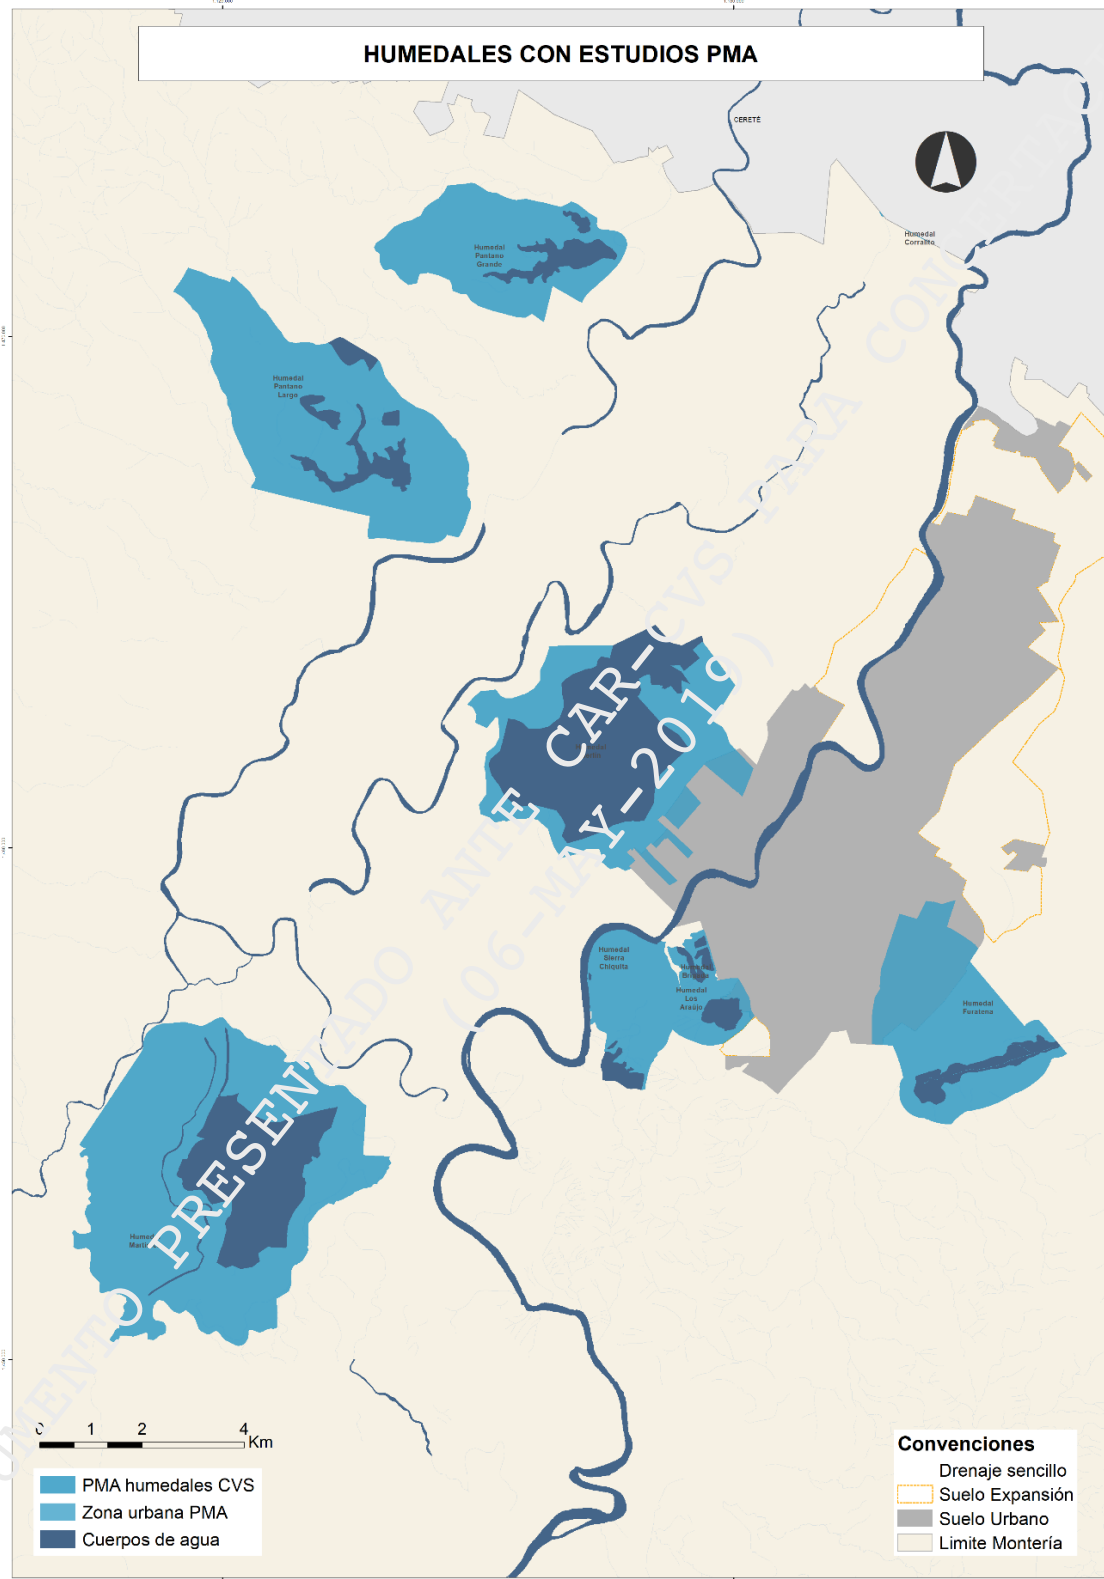 HUMEDALES CON ESTUDIOS PMA
CERETÉ
Humedal
Corralito
Humedal
Pantano
Grande
Humedal
Pantano
Largo
Humedal
Sierra
Chiquita
Humedal
Humedal
Los
Araújo
Humedal
Furatena
PRESENTADO ANTE CAR-CVS PARA
(06-MAY-2019)
0 1 2 4
Km
PMA humedales CVS
Zona urbana PMA
Cuerpos de agua
Convenciones
Drenaje sencillo
Suelo Expansión
Suelo Urbano
Limite Montería